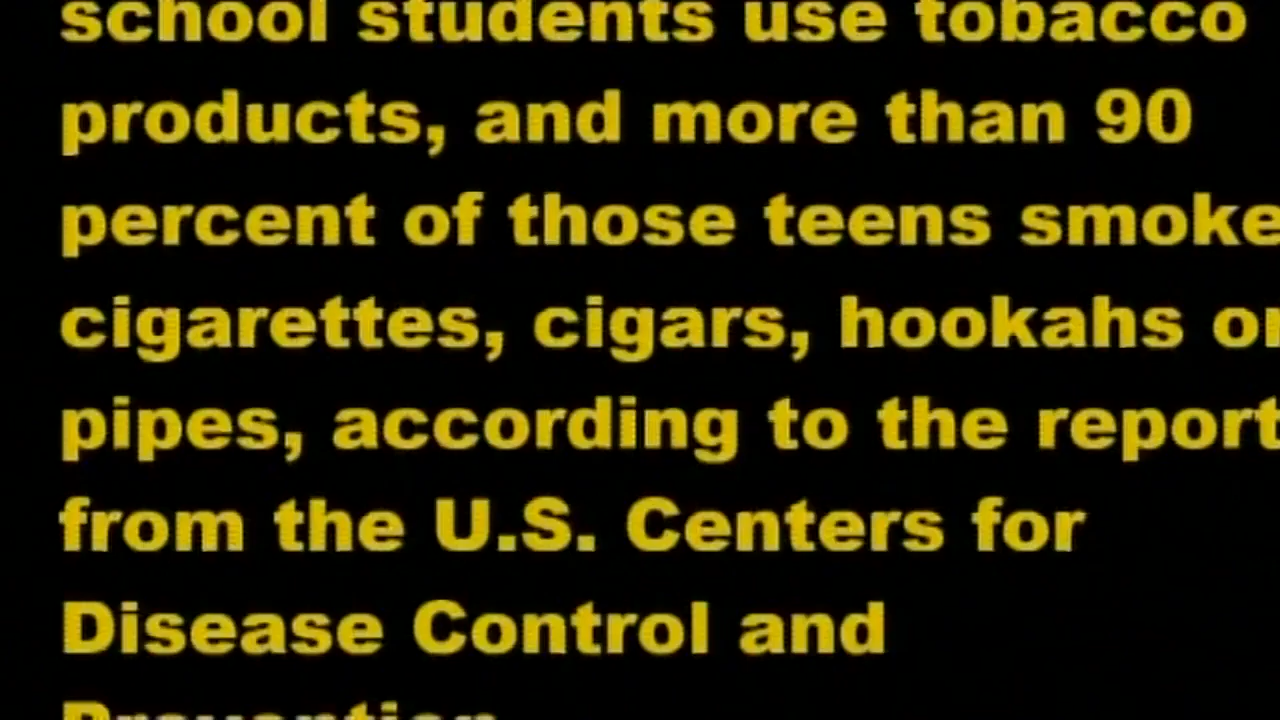 school students use tobacco
products, and more than 90
percent of those teens smoke
cigarettes, cigars, hookahs or
pipes, according to the report
from the U.S. Centers for
Disease Control and
Prevention